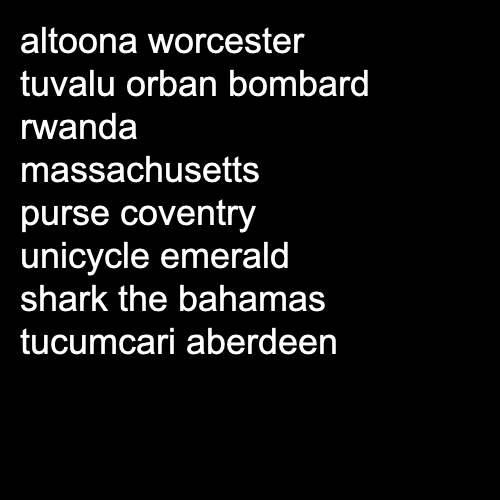 altoona worcester
tuvalu orban bombard
rwanda
massachusetts
purse coventry
unicycle emerald
shark the bahamas
tucumcari aberdeen